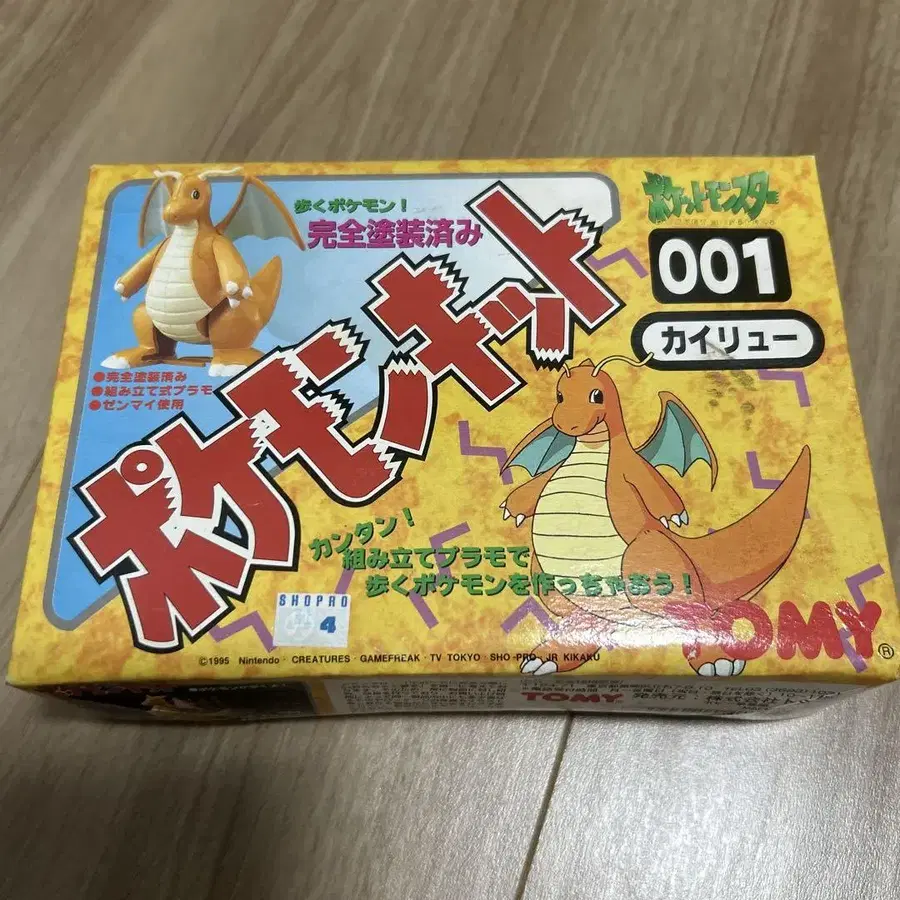 歩くポケモン!
完全塗装済み
ポケットモンスター
001
カイリュー
●完全塗装済み
●組み立て式プラモ
●ゼンマイ使用
ポケモンキット
カンタン!
組み立てプラモで
歩くポケモンを作っちゃおう!
SHOPRO
4
TOMY®
©1995 Nintendo · CREATURES · GAMEFREAK · TV TOKYO · SHO-PRO · JR KIKAKU
TOMY